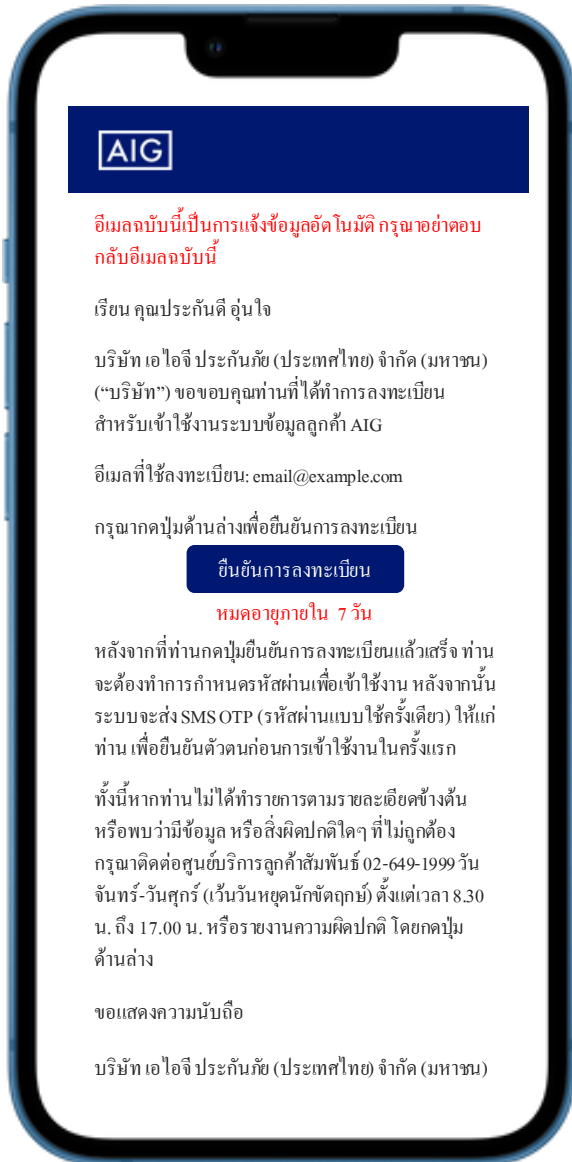 AIG
อีเมลฉบับนี้เป็นการแจ้งข้อมูลอัตโนมัติ กรุณาอย่าตอบ
กลับอีเมลฉบับนี้
เรียน คุณประกันดี อุ่นใจ
บริษัท เอไอจี ประกันภัย (ประเทศไทย) จำกัด (มหาชน)
(“บริษัท”) ขอขอบคุณท่านที่ได้ทำการลงทะเบียน
สำหรับเข้าใช้งานระบบข้อมูลลูกค้า AIG
อีเมลที่ใช้ลงทะเบียน: email@example.com
กรุณากดปุ่มด้านล่างเพื่อยืนยันการลงทะเบียน
ยืนยันการลงทะเบียน
หมดอายุภายใน 7 วัน
หลังจากที่ท่านกดปุ่มยืนยันการลงทะเบียนแล้วเสร็จ ท่าน
จะต้องทำการกำหนดรหัสผ่านเพื่อเข้าใช้งาน หลังจากนั้น
ระบบจะส่ง SMS OTP (รหัสผ่านแบบใช้ครั้งเดียว) ให้แก่
ท่าน เพื่อยืนยันตัวตนก่อนการเข้าใช้งานในครั้งแรก
ทั้งนี้หากท่านไม่ได้ทำรายการตามรายละเอียดข้างต้น
หรือพบว่ามีข้อมูล หรือสิ่งผิดปกติใดๆ ที่ไม่ถูกต้อง
กรุณาติดต่อศูนย์บริการลูกค้าสัมพันธ์ 02-649-1999 วัน
จันทร์-วันศุกร์ (เว้นวันหยุดนักขัตฤกษ์) ตั้งแต่เวลา 8.30
น. ถึง 17.00 น. หรือรายงานความผิดปกติ โดยกดปุ่ม
ด้านล่าง
ขอแสดงความนับถือ
บริษัท เอไอจี ประกันภัย (ประเทศไทย) จำกัด (มหาชน)